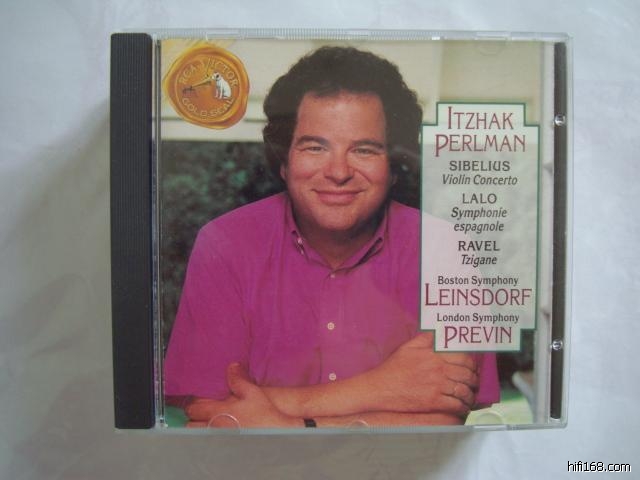 RCA VICTOR
GOLD SEAL
ITZHAK
PERLMAN
SIBELIUS
Violin Concerto
LALO
Symphonie
espagnole
RAVEL
Tzigane
Boston Symphony
LEINSDORF
London Symphony
PREVIN
hifi168.com